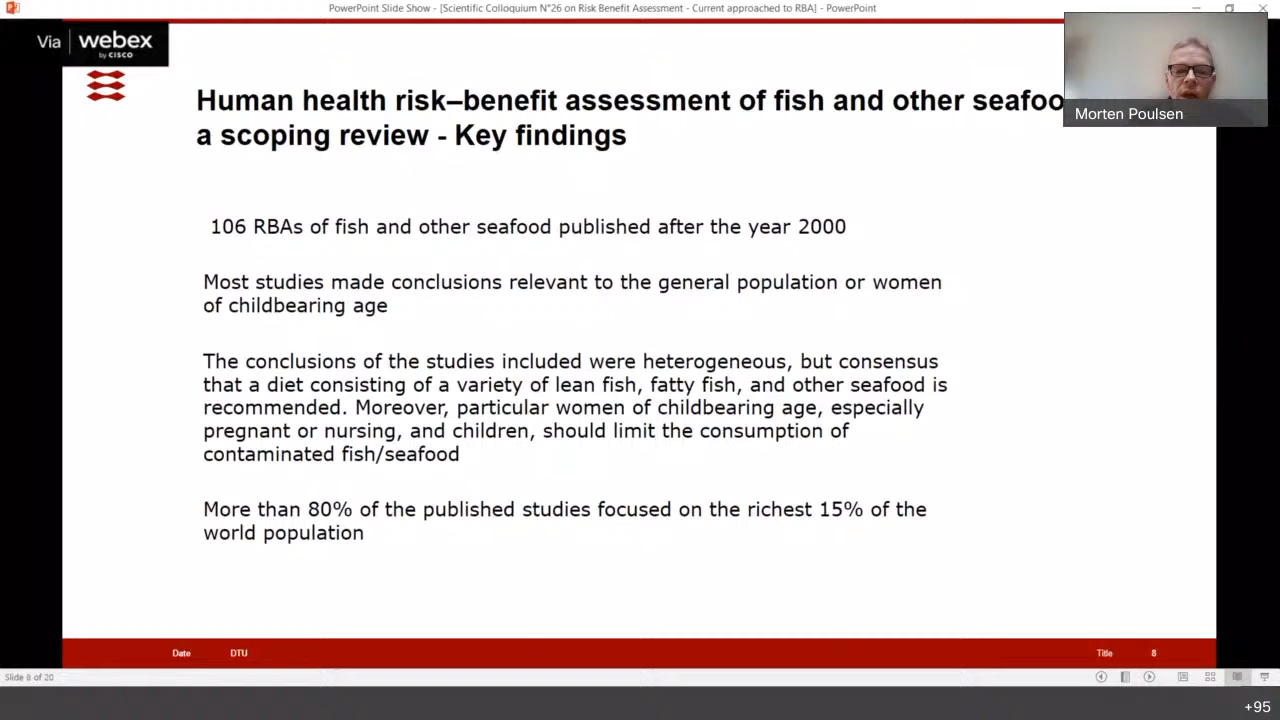 PowerPoint Slide Show - [Scientific Colloquium N°26 on Risk Benefit Assessment - Current approached to RBA] - PowerPoint
Via webex
by CISCO
Morten Poulsen
Human health risk–benefit assessment of fish and other seafoo
a scoping review - Key findings
106 RBAs of fish and other seafood published after the year 2000
Most studies made conclusions relevant to the general population or women
of childbearing age
The conclusions of the studies included were heterogeneous, but consensus
that a diet consisting of a variety of lean fish, fatty fish, and other seafood is
recommended. Moreover, particular women of childbearing age, especially
pregnant or nursing, and children, should limit the consumption of
contaminated fish/seafood
More than 80% of the published studies focused on the richest 15% of the
world population
Date DTU Title 8
Slide 8 of 20
+95